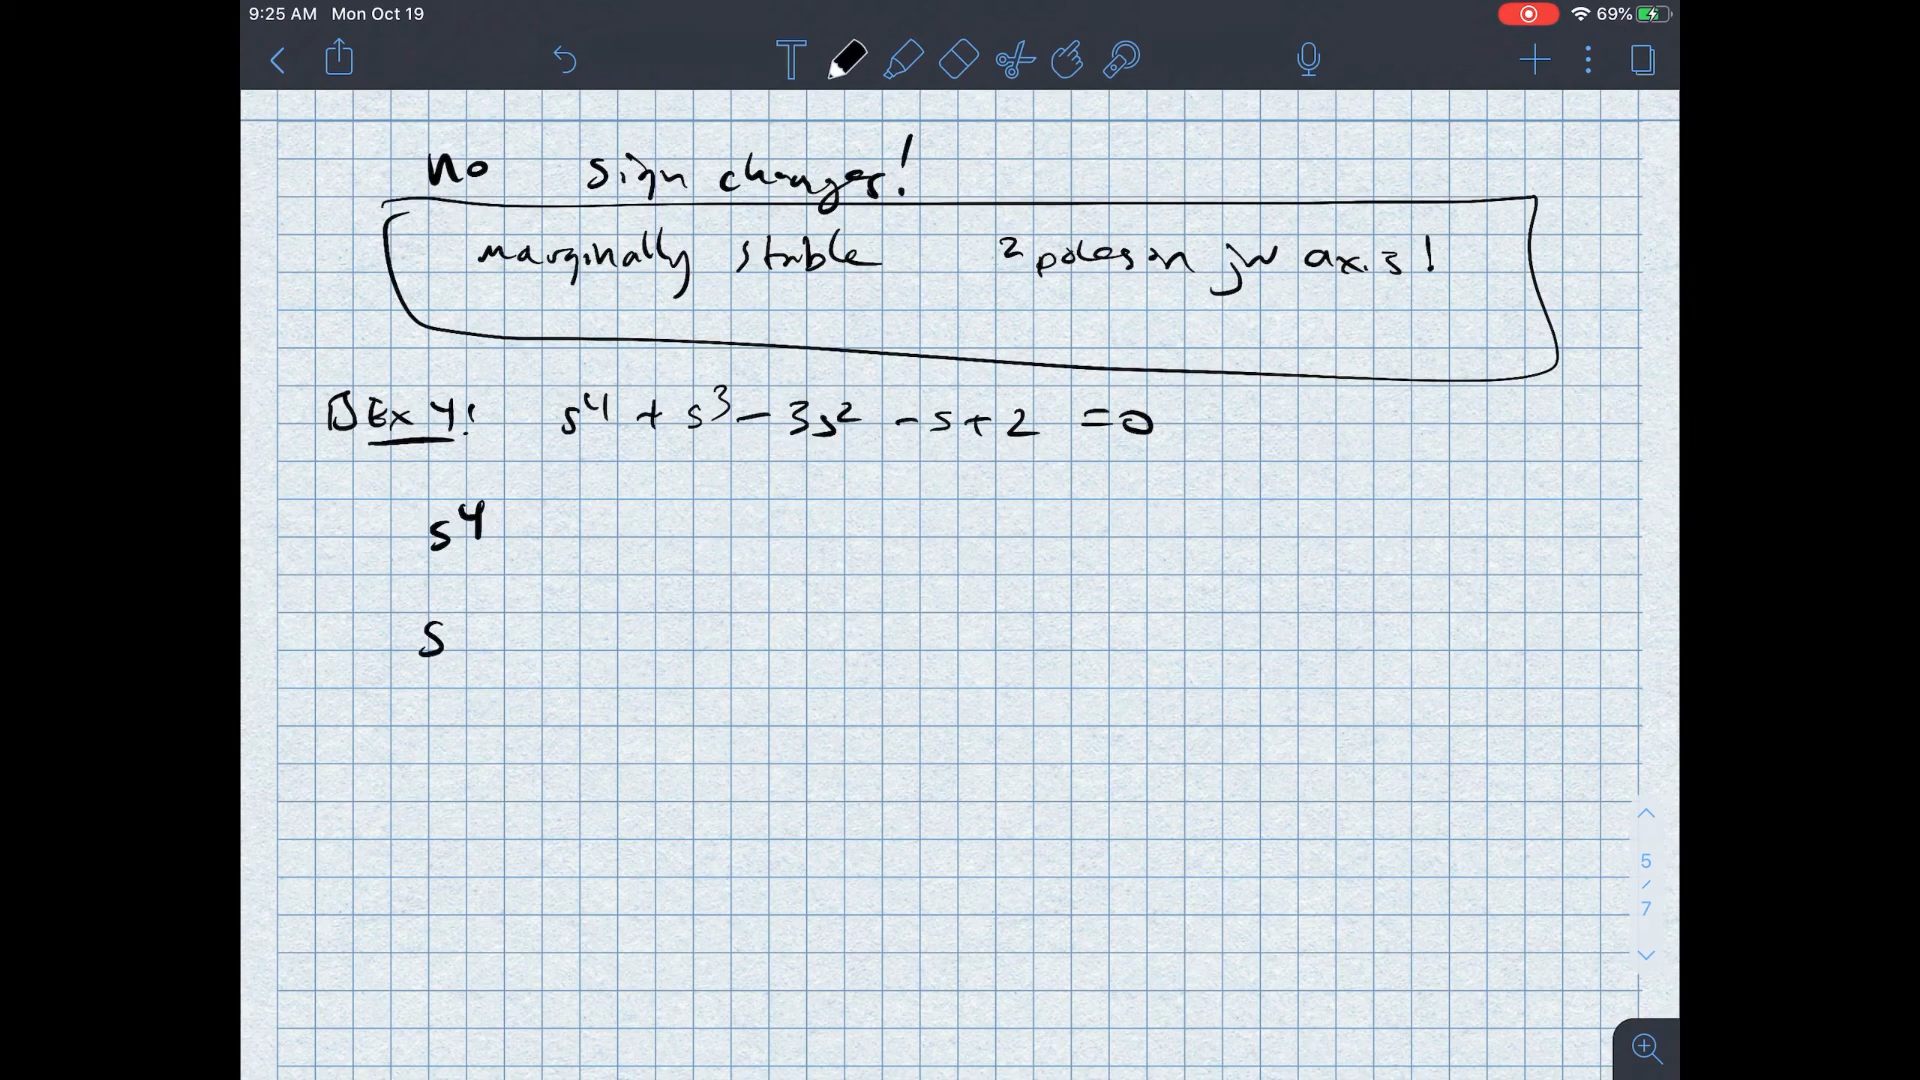 9:25 AM Mon Oct 19 69%
T
No sign changes!
marginally stable 2 poles on jw axis!
Ex 4! s⁴ + s³ - 3s² - s + 2 = 0
s⁴
s
5
/
7